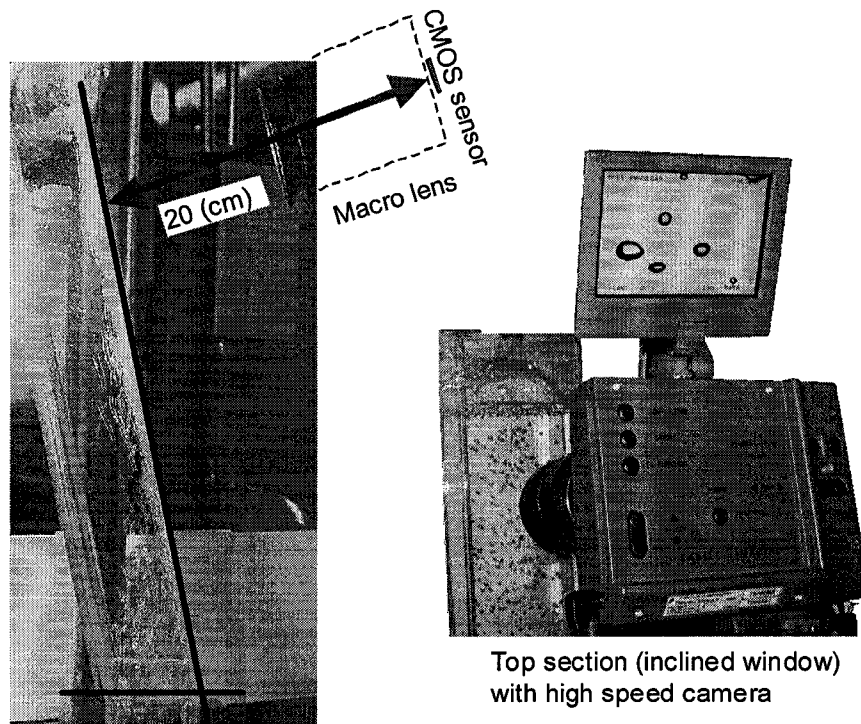 CMOS sensor
20 (cm)
Macro lens
Top section (inclined window)
with high speed camera